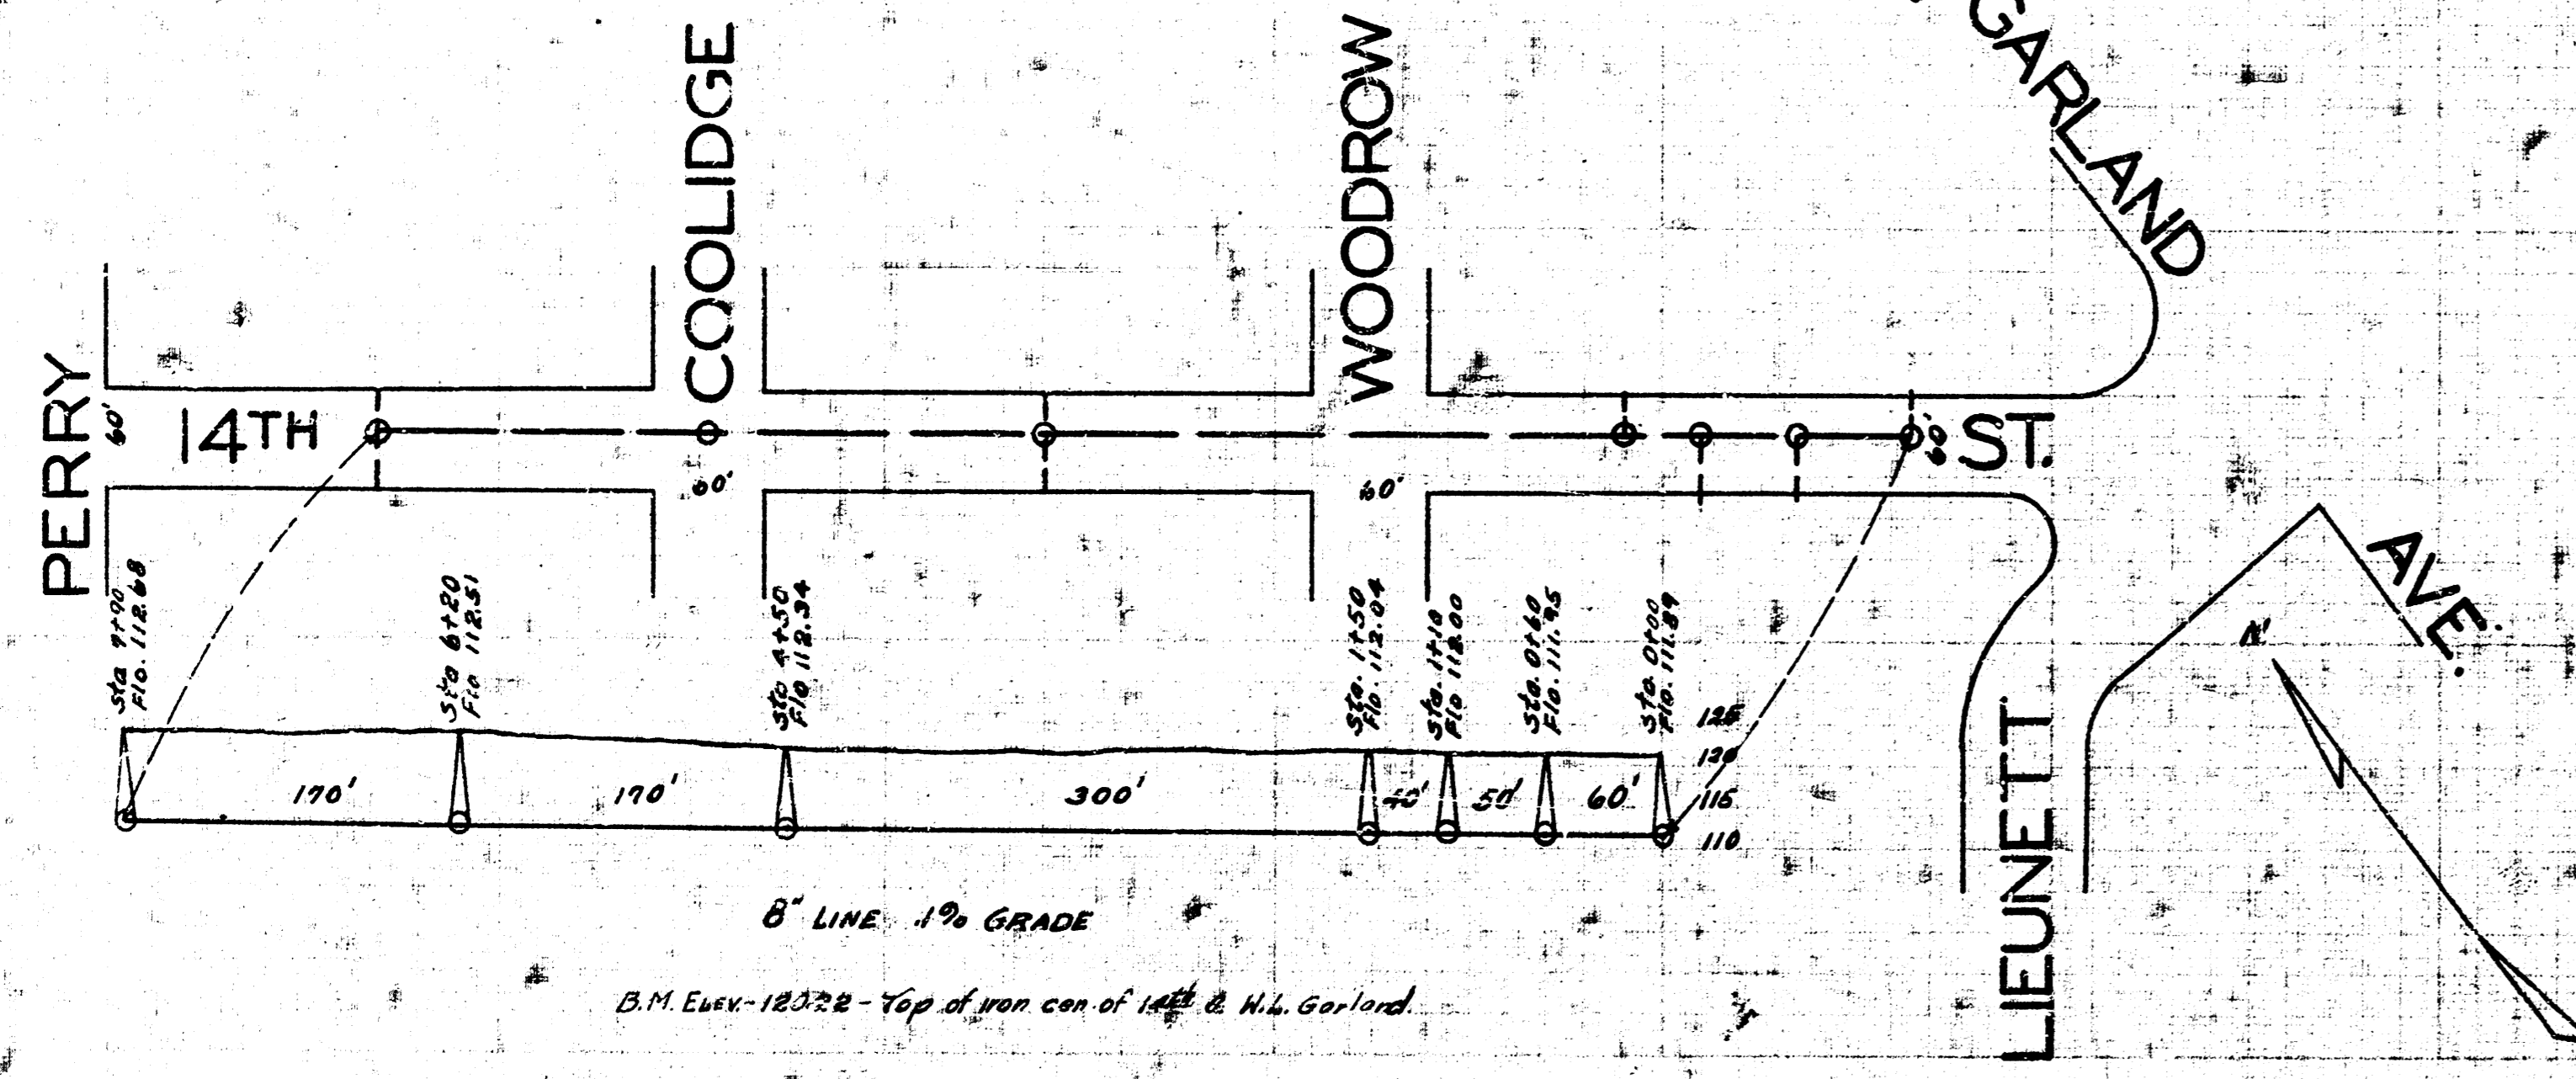 GARLAND
COOLIDGE
WOODROW
PERRY
60'
14TH
60'
ST.
60'
60'
AVE.
N
Sta 7+90
Flo. 112.68
Sta 6+20
Flo 112.51
Sta 4+50
Flo 112.34
Sta. 1+50
Flo. 112.04
Sta. 1+10
Flo 112.00
Sta. 0+60
Flo. 111.95
Sta. 0+00
Flo. 111.89
125
120
115
110
170'
170'
300'
40'
50'
60'
LIEUNETT
8" LINE .1% GRADE
B.M. ELEV.- 120.22 - Top of iron cen. of 14th & W.L. Garland.